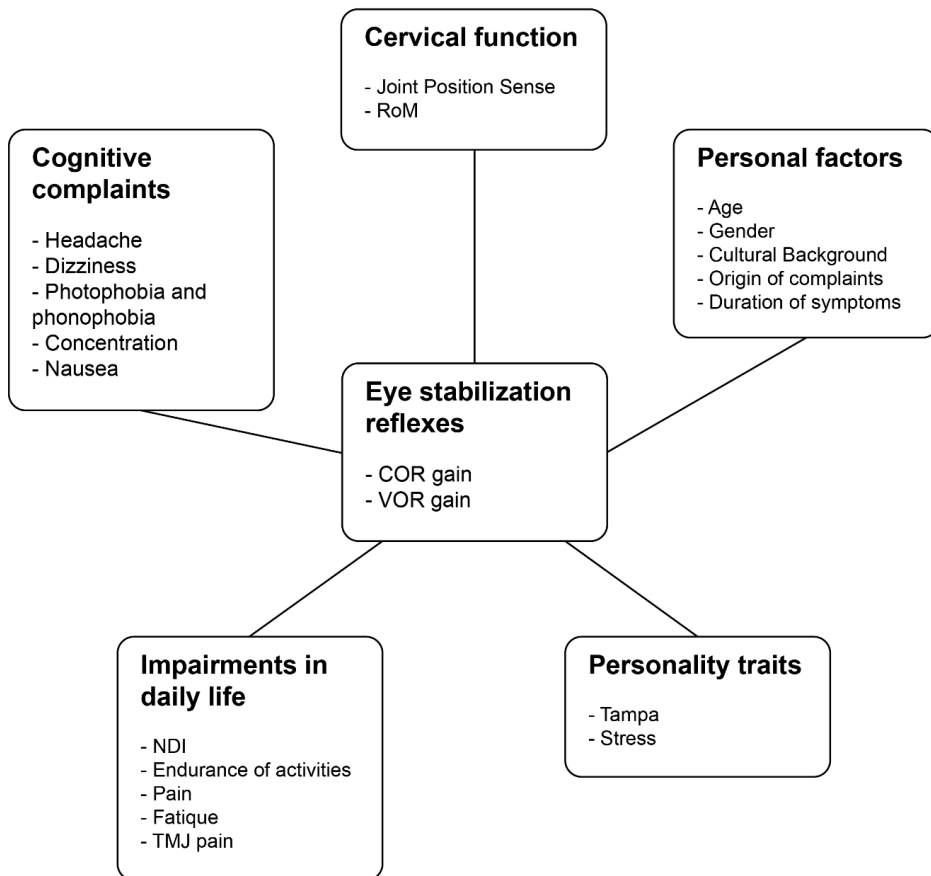 Cervical function
- Joint Position Sense
- RoM
Cognitive
complaints
- Headache
- Dizziness
- Photophobia and
phonophobia
- Concentration
- Nausea
Personal factors
- Age
- Gender
- Cultural Background
- Origin of complaints
- Duration of symptoms
Eye stabilization
reflexes
- COR gain
- VOR gain
Impairments in
daily life
- NDI
- Endurance of activities
- Pain
- Fatique
- TMJ pain
Personality traits
- Tampa
- Stress